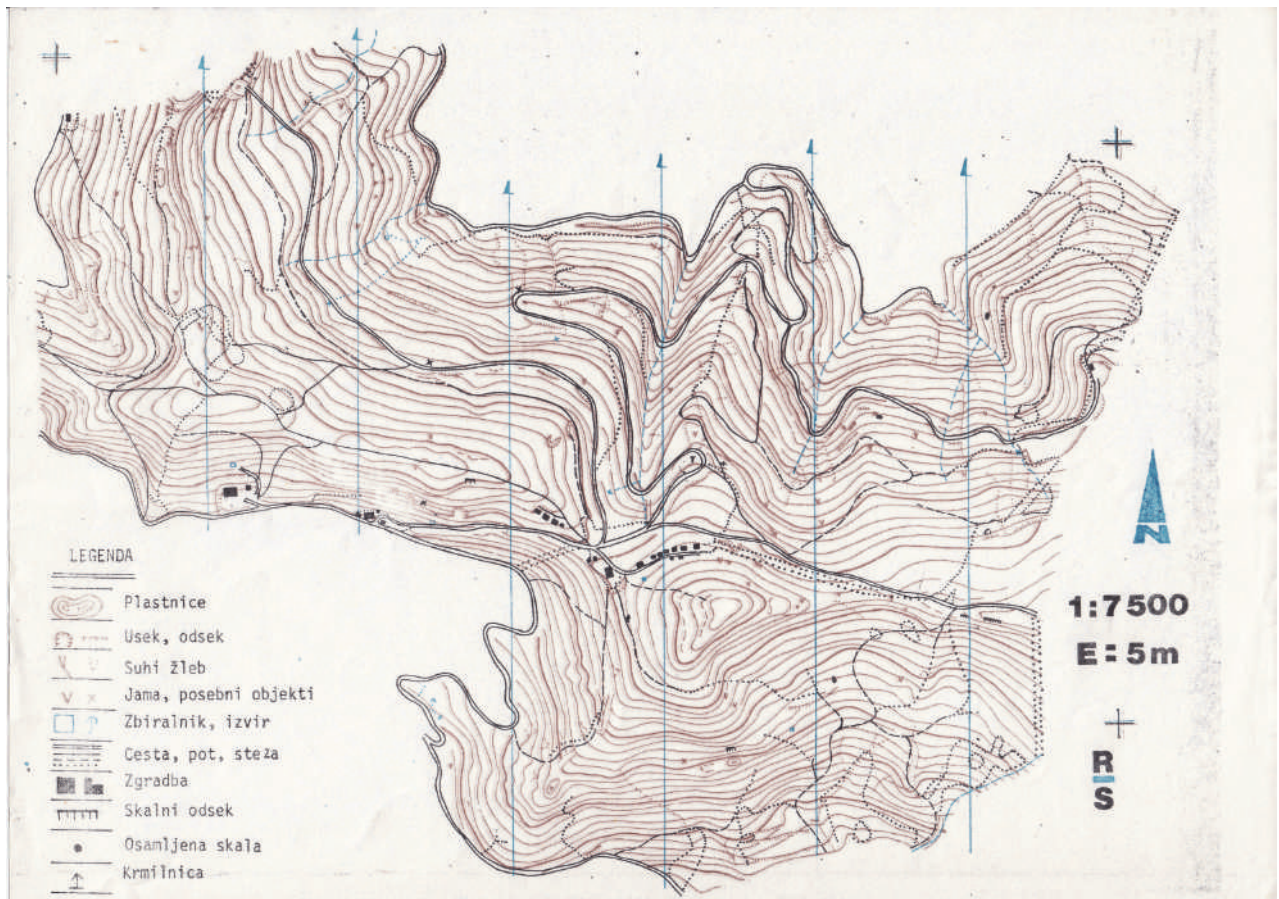 LEGENDA
Plastnice
Usek, odsek
Suhi žleb
Jama, posebni objekti
Zbiralnik, izvir
Cesta, pot, steza
Zgradba
Skalni odsek
Osamljena skala
Krmilnica
N
1:7500
E=5m
R
S